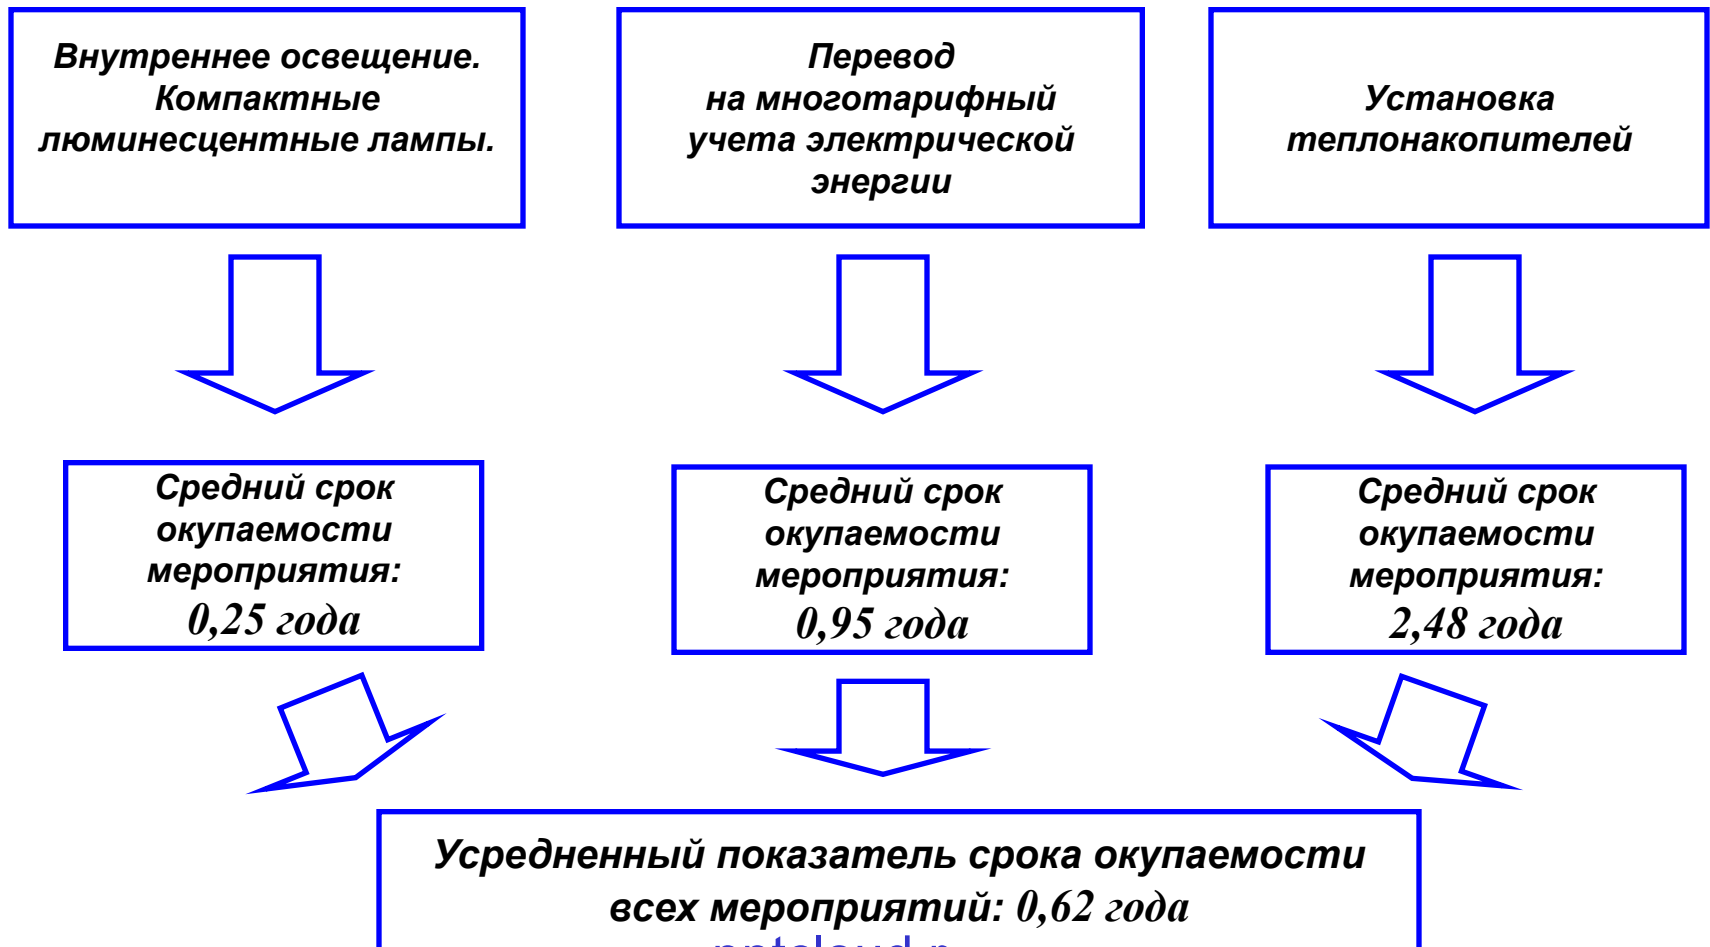 Внутреннее освещение.
Компактные
люминесцентные лампы.
Перевод
на многотарифный
учета электрической
энергии
Установка
теплонакопителей
Средний срок
окупаемости
мероприятия:
0,25 года
Средний срок
окупаемости
мероприятия:
0,95 года
Средний срок
окупаемости
мероприятия:
2,48 года
Усредненный показатель срока окупаемости
всех мероприятий: 0,62 года